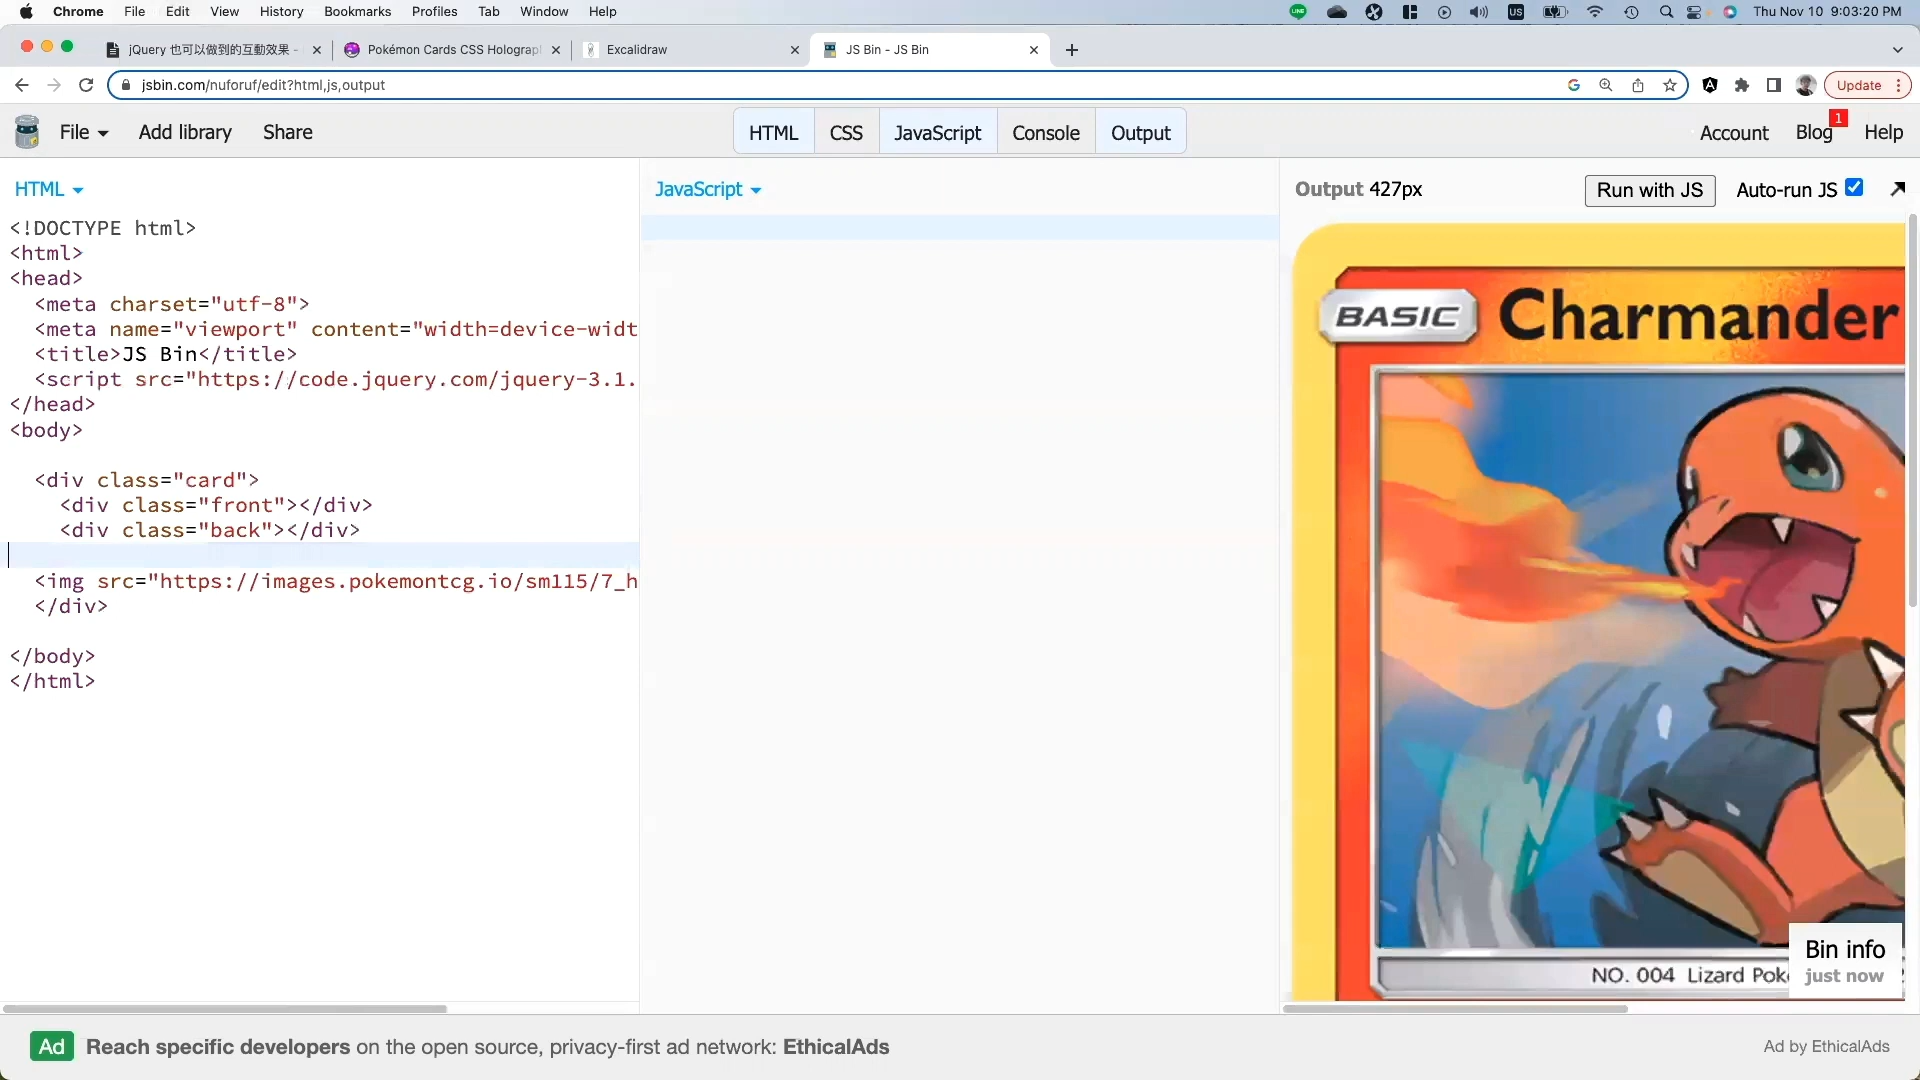 Chrome File Edit View History Bookmarks Profiles Tab Window Help
LINE US Thu Nov 10 9:03:20 PM
jQuery 也可以做到的互動效果 -
Pokémon Cards CSS Holograp
Excalidraw
JS Bin - JS Bin
jsbin.com/nuforuf/edit?html,js,output
Update
File Add library Share
HTML CSS JavaScript Console Output
Account Blog 1 Help
HTML
<!DOCTYPE html>
<html>
<head>
<meta charset="utf-8">
<meta name="viewport" content="width=device-widt
<title>JS Bin</title>
<script src="https://code.jquery.com/jquery-3.1.
</head>
<body>
<div class="card">
<div class="front"></div>
<div class="back"></div>
<img src="https://images.pokemontcg.io/sm115/7_h
</div>
</body>
</html>
JavaScript
Output 427px
Run with JS
Auto-run JS
BASIC Charmander
NO. 004 Lizard Poké
Bin info
just now
Ad Reach specific developers on the open source, privacy-first ad network: EthicalAds
Ad by EthicalAds